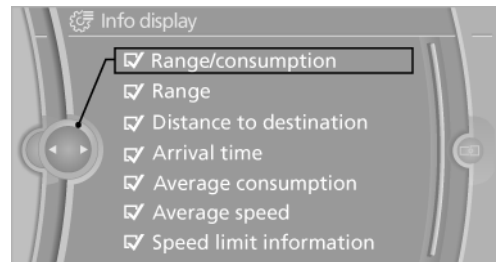 Info display
Range/consumption
Range
Distance to destination
Arrival time
Average consumption
Average speed
Speed limit information